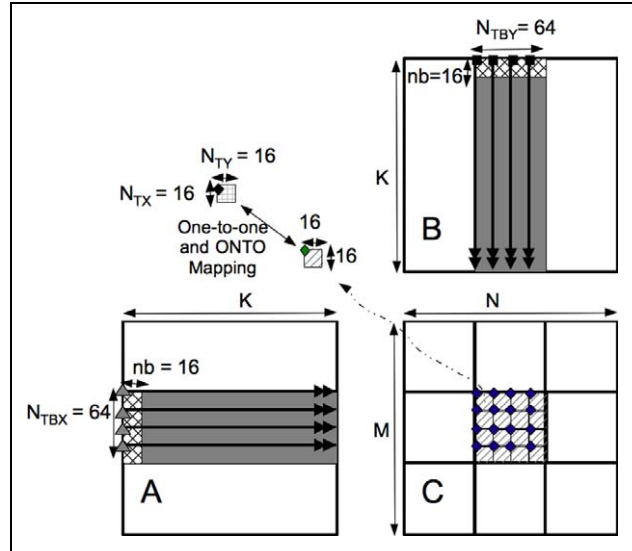 N_TBY = 64
nb=16
K
B
N_TY = 16
N_TX = 16
One-to-one
and ONTO
Mapping
16
16
K
N
nb = 16
N_TBX = 64
M
A
C